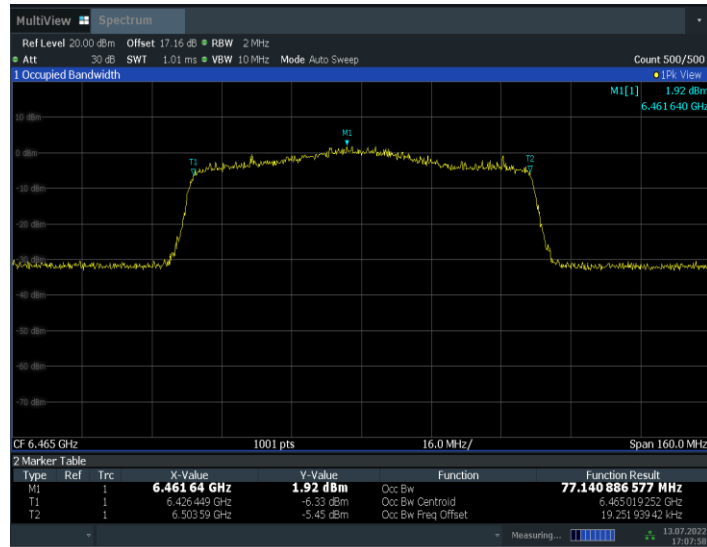 MultiView Spectrum
Ref Level 20.00 dBm Offset 17.16 dB RBW 2 MHz
Att 30 dB SWT 1.01 ms VBW 10 MHz Mode Auto Sweep Count 500/500
1 Occupied Bandwidth 1Pk View
M1[1] 1.92 dBm
6.461 640 GHz
10 dBm
M1
0 dBm
T1 T2
-10 dBm
-20 dBm
-30 dBm
-40 dBm
-50 dBm
-60 dBm
-70 dBm
CF 6.465 GHz 1001 pts 16.0 MHz/ Span 160.0 MHz
2 Marker Table
Type Ref Trc X-Value Y-Value Function Function Result
M1 1 6.461 64 GHz 1.92 dBm Occ Bw 77.140 886 577 MHz
T1 1 6.426 449 GHz -6.33 dBm Occ Bw Centroid 6.465 019 252 GHz
T2 1 6.503 59 GHz -5.45 dBm Occ Bw Freq Offset 19.251 939 42 kHz
Measuring... 13.07.2022
17:07:58